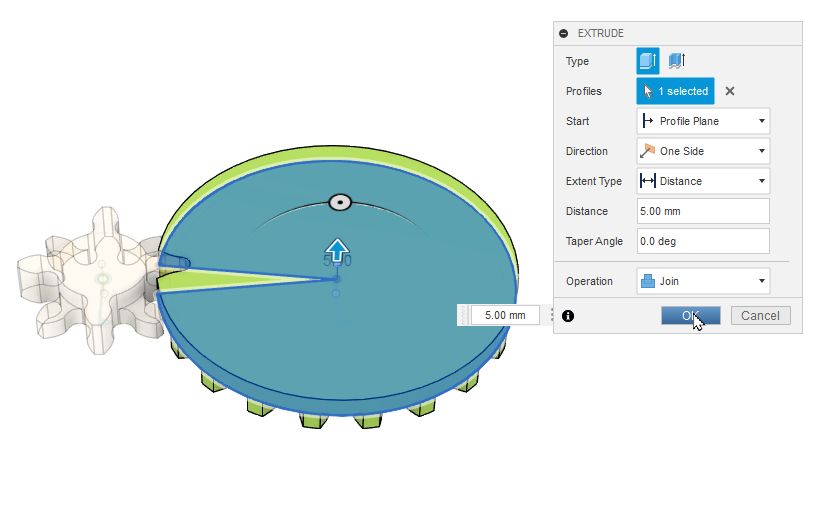 EXTRUDE
Type
Profiles 1 selected
Start Profile Plane
Direction One Side
Extent Type Distance
Distance 5.00 mm
Taper Angle 0.0 deg
Operation Join
OK Cancel
5.00 mm